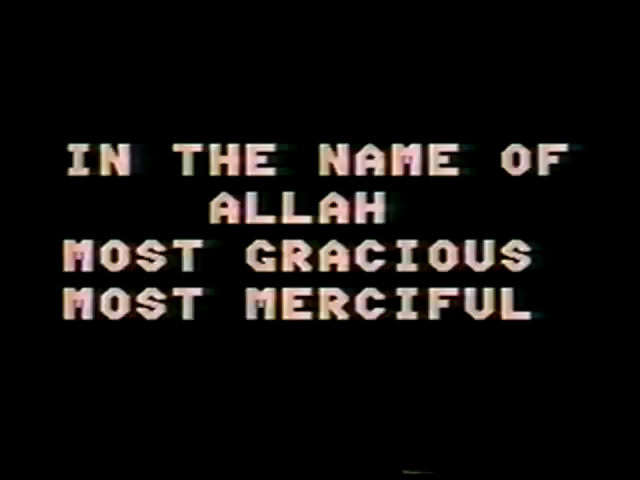 IN THE NAME OF
ALLAH
MOST GRACIOUS
MOST MERCIFUL